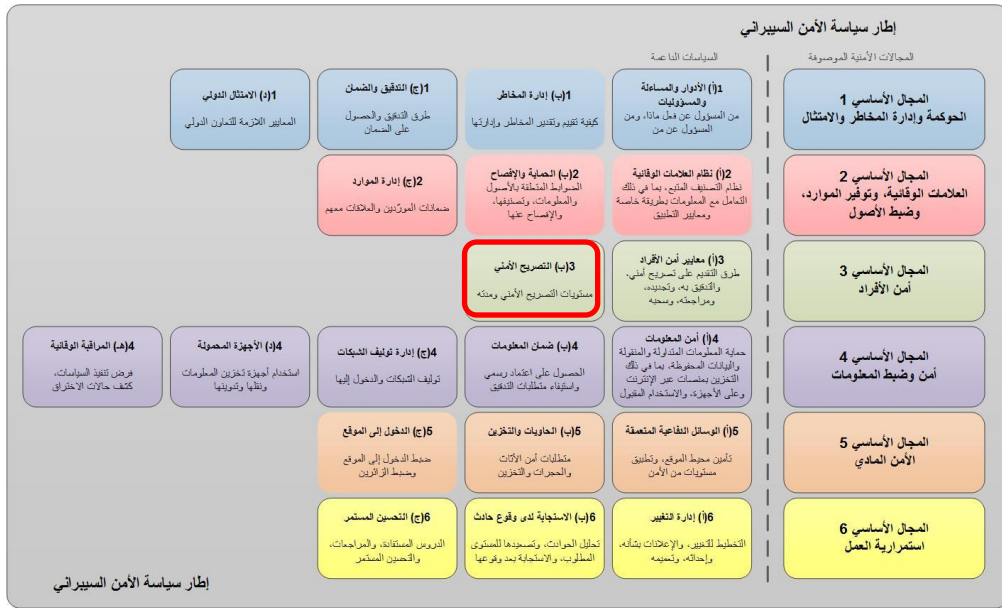 إطار سياسة الأمن السيبراني
المجالات الأمنية الموصوفة
السياسات الناعمة
المجال الأساسي 1
الحوكمة وإدارة المخاطر والامتثال
1(أ) الأدوار والمساءلة
والمسؤوليات
من المسؤول عن فعل ماذا، ومن
المسؤول عن من
1(ب) إدارة المخاطر
كيفية تقييم وتقدير المخاطر وإدارتها
1(ج) التدقيق والضمان
طرق التدقيق والحصول
على الضمان
1(د) الامتثال الدولي
المعايير اللازمة للتعاون الدولي
المجال الأساسي 2
العلامات الوقائية، وتوفير الموارد،
وضبط الأصول
2(أ) نظام العلامات الوقائية
نظام التصنيف المتبع، بما في ذلك
التعامل مع المعلومات بطريقة خاصة
ومعايير التطبيق
2(ب) الحماية والإفصاح
الضوابط المتعلقة بالأصول
والمعلومات، وتصنيفها،
والإفصاح عنها
2(ج) إدارة الموارد
ضمانات المورّدين والعلاقات معهم
المجال الأساسي 3
أمن الأفراد
3(أ) معايير أمن الأفراد
طرق التقديم على تصريح أمني،
والتدقيق به، وتجديده،
ومراجعته، وسحبه
3(ب) التصريح الأمني
مستويات التصريح الأمني ومدته
المجال الأساسي 4
أمن وضبط المعلومات
4(أ) أمن المعلومات
حماية المعلومات المتداولة والمنقولة
والبيانات المحفوظة، بما في ذلك
التخزين بمنصات عبر الإنترنت
وعلى الأجهزة، والاستخدام المقبول
4(ب) ضمان المعلومات
الحصول على اعتماد رسمي
واستيفاء متطلبات التدقيق
4(ج) إدارة توليف الشبكات
توليف الشبكات والدخول إليها
4(د) الأجهزة المحمولة
استخدام أجهزة تخزين المعلومات
ونقلها وتدوينها
4(هـ) المراقبة الوقائية
فرض تنفيذ السياسات،
كشف حالات الاختراق
المجال الأساسي 5
الأمن المادي
5(أ) الوسائل الدفاعية المتعمقة
تأمين محيط الموقع، وتطبيق
مستويات من الأمن
5(ب) الحاويات والتخزين
متطلبات أمن الأثاث
والحجرات والتخزين
5(ج) الدخول إلى الموقع
ضبط الدخول إلى الموقع
وضبط الزائرين
المجال الأساسي 6
استمرارية العمل
6(أ) إدارة التغيير
التخطيط للتغيير، والإعلانات بشأنه،
وإحداثه، وتعميمه
6(ب) الاستجابة لدى وقوع حادث
تحليل الحوادث، وتصعيدها للمستوى
المطلوب، والاستجابة بعد وقوعها
6(ج) التحسين المستمر
الدروس المستفادة، والمراجعات،
والتحسين المستمر
إطار سياسة الأمن السيبراني